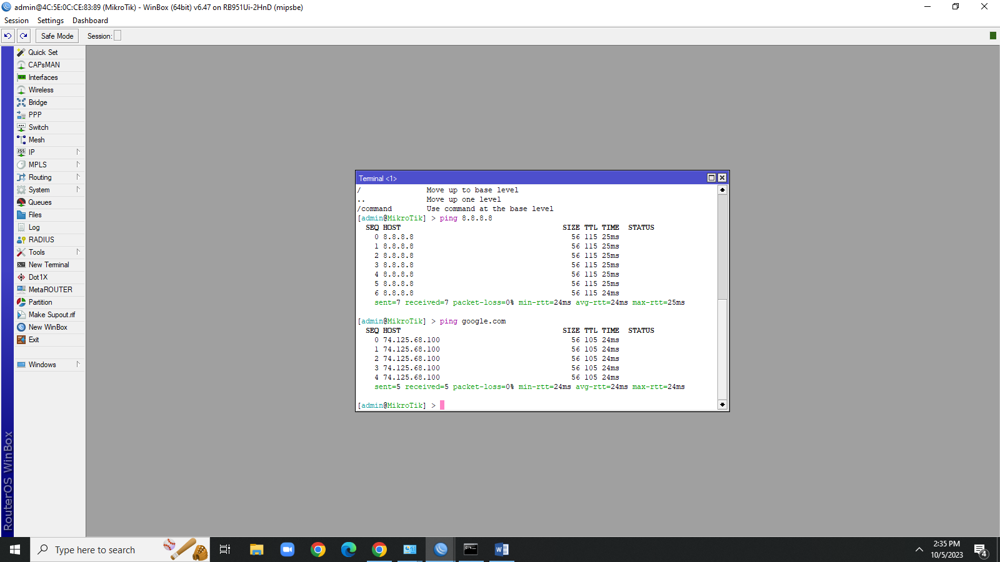 admin@4C:5E:0C:CE:83:89 (MikroTik) - WinBox (64bit) v6.47 on RB951Ui-2HnD (mipsbe)
Session Settings Dashboard
Safe Mode Session:
Quick Set
CAPsMAN
Interfaces
Wireless
Bridge
PPP
Switch
Mesh
IP
MPLS
Routing
System
Queues
Files
Log
RADIUS
Tools
New Terminal
Dot1X
MetaROUTER
Partition
Make Supout.rif
New WinBox
Exit
Windows
RouterOS WinBox
Terminal <1>
/ Move up to base level
.. Move up one level
/command Use command at the base level
[admin@MikroTik] > ping 8.8.8.8
SEQ HOST SIZE TTL TIME STATUS
0 8.8.8.8 56 115 25ms
1 8.8.8.8 56 115 25ms
2 8.8.8.8 56 115 25ms
3 8.8.8.8 56 115 25ms
4 8.8.8.8 56 115 25ms
5 8.8.8.8 56 115 25ms
6 8.8.8.8 56 115 24ms
sent=7 received=7 packet-loss=0% min-rtt=24ms avg-rtt=24ms max-rtt=25ms
[admin@MikroTik] > ping google.com
SEQ HOST SIZE TTL TIME STATUS
0 74.125.68.100 56 105 24ms
1 74.125.68.100 56 105 24ms
2 74.125.68.100 56 105 24ms
3 74.125.68.100 56 105 24ms
4 74.125.68.100 56 105 24ms
sent=5 received=5 packet-loss=0% min-rtt=24ms avg-rtt=24ms max-rtt=24ms
[admin@MikroTik] >
Type here to search
2:35 PM
10/5/2023
4